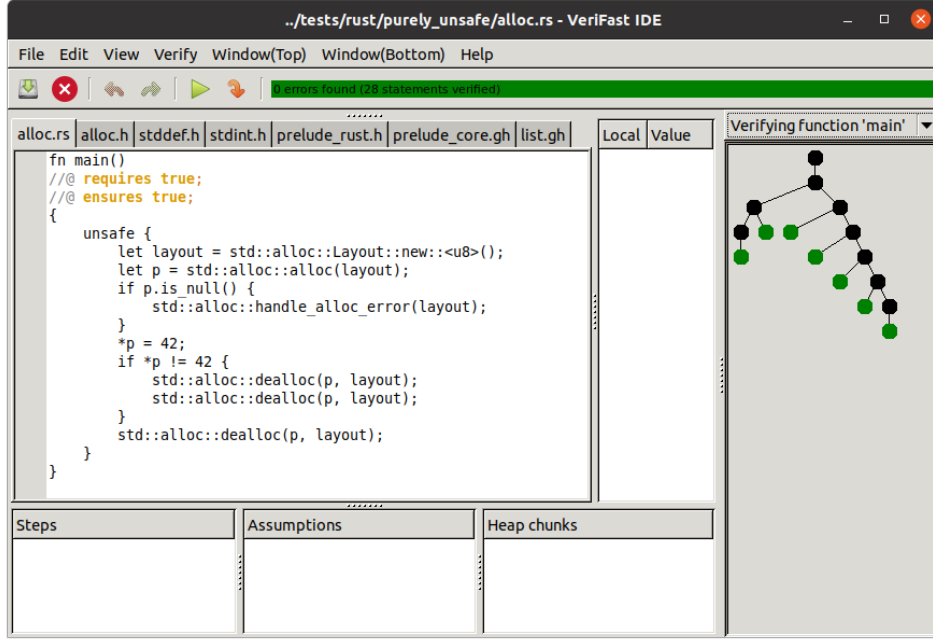 ../tests/rust/purely_unsafe/alloc.rs - VeriFast IDE
File Edit View Verify Window(Top) Window(Bottom) Help
0 errors found (28 statements verified)
alloc.rs alloc.h stddef.h stdint.h prelude_rust.h prelude_core.gh list.gh
Local Value
Verifying function 'main'
fn main()
//@ requires true;
//@ ensures true;
{
    unsafe {
        let layout = std::alloc::Layout::new::<u8>();
        let p = std::alloc::alloc(layout);
        if p.is_null() {
            std::alloc::handle_alloc_error(layout);
        }
        *p = 42;
        if *p != 42 {
            std::alloc::dealloc(p, layout);
            std::alloc::dealloc(p, layout);
        }
        std::alloc::dealloc(p, layout);
    }
}
Steps Assumptions Heap chunks